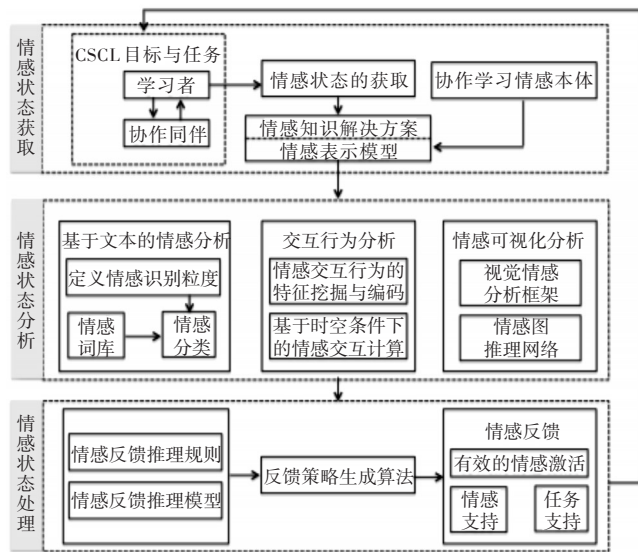 情感状态获取
CSCL目标与任务
学习者
协作同伴
情感状态的获取
协作学习情感本体
情感知识解决方案
情感表示模型
情感状态分析
基于文本的情感分析
定义情感识别粒度
情感
词库
情感
分类
交互行为分析
情感交互行为的
特征挖掘与编码
基于时空条件下
的情感交互计算
情感可视化分析
视觉情感
分析框架
情感图
推理网络
情感状态处理
情感反馈推理规则
情感反馈推理模型
反馈策略生成算法
情感反馈
有效的情感激活
情感
支持
任务
支持